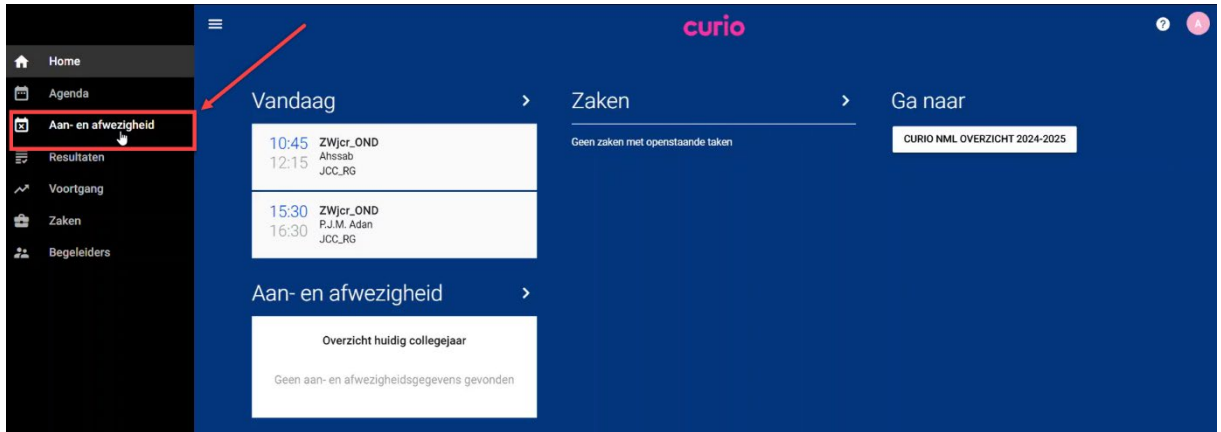 curio
?
A
Home
Agenda
Aan- en afwezigheid
Resultaten
Voortgang
Zaken
Begeleiders
Vandaag
10:45 ZWjcr_OND
12:15 Ahssab
JCC_RG
15:30 ZWjcr_OND
16:30 P.J.M. Adan
JCC_RG
Aan- en afwezigheid
Overzicht huidig collegejaar
Geen aan- en afwezigheidsgegevens gevonden
Zaken
Geen zaken met openstaande taken
Ga naar
CURIO NML OVERZICHT 2024-2025